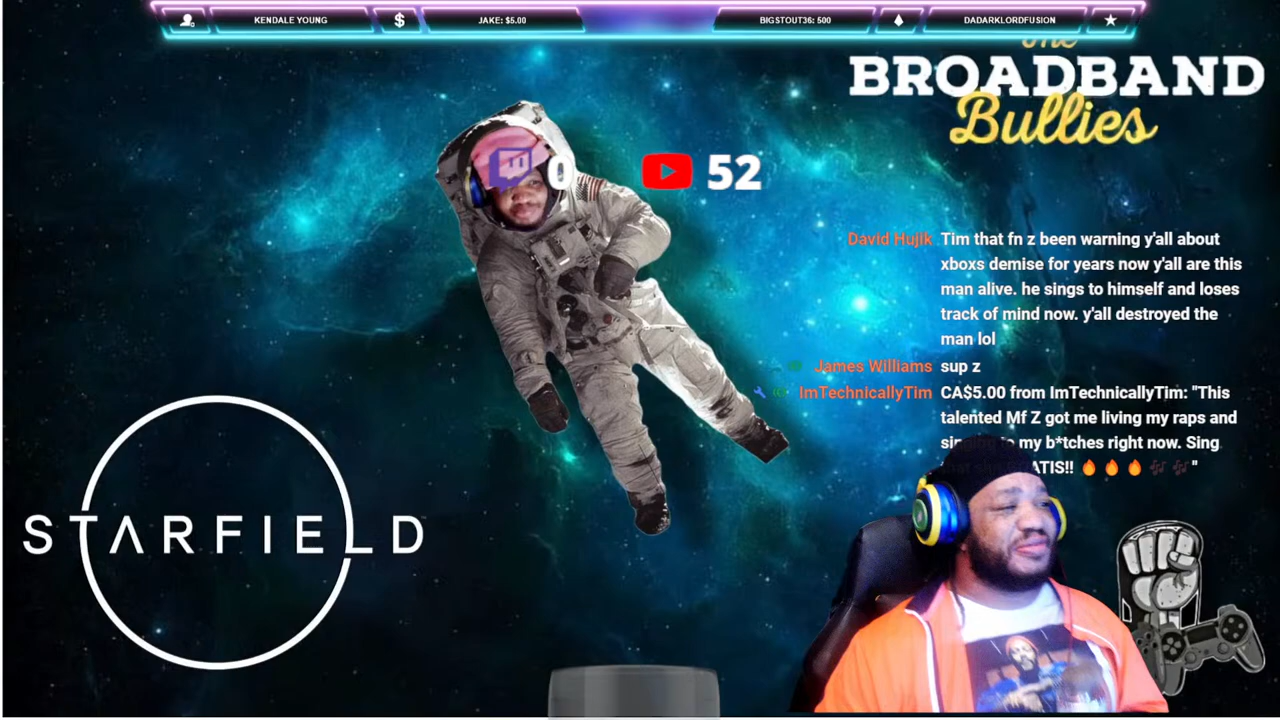 KENDALE YOUNG
$
JAKE: $5.00
BIGSTOUT36: 500
DADARKLORDFUSION
The
BROADBAND
Bullies
0
52
David Hujik Tim that fn z been warning y'all about
xboxs demise for years now y'all are this
man alive. he sings to himself and loses
track of mind now. y'all destroyed the
man lol
James Williams sup z
ImTechnicallyTim CA$5.00 from ImTechnicallyTim: "This
talented Mf Z got me living my raps and
to my b*tches right now. Sing
"
STARFIELD